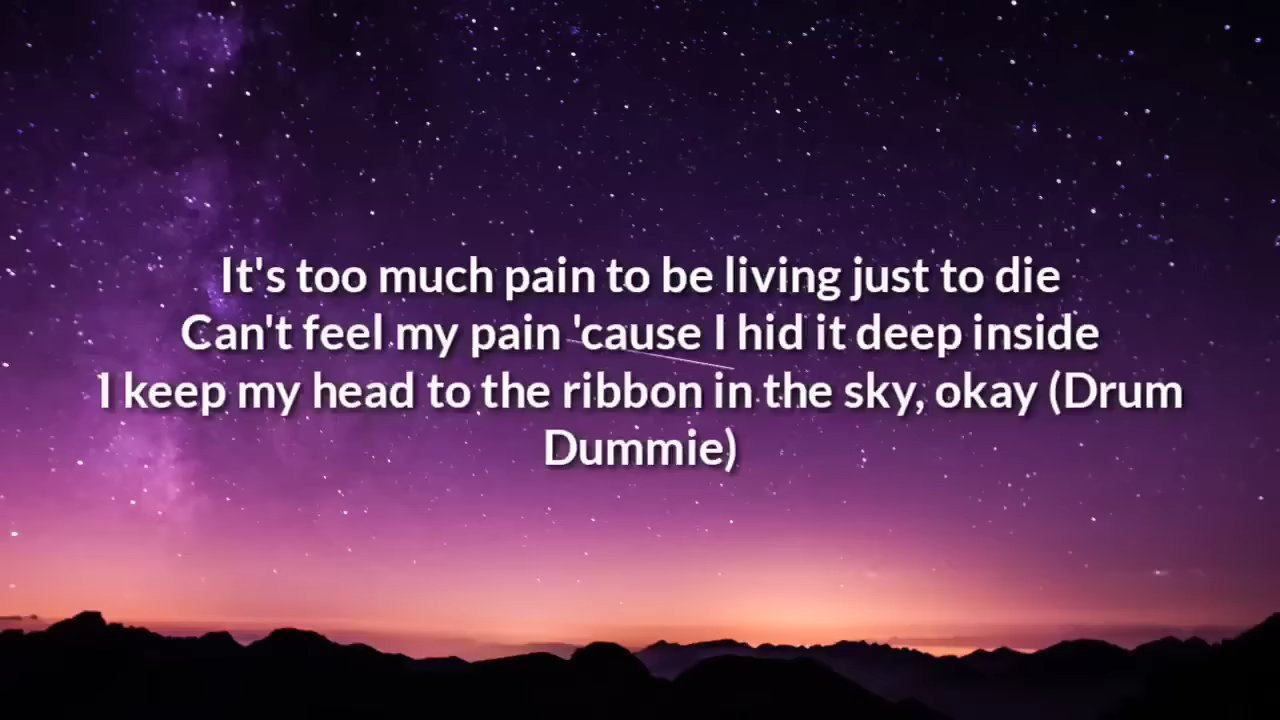 It's too much pain to be living just to die
Can't feel my pain 'cause I hid it deep inside
I keep my head to the ribbon in the sky, okay (Drum
Dummie)